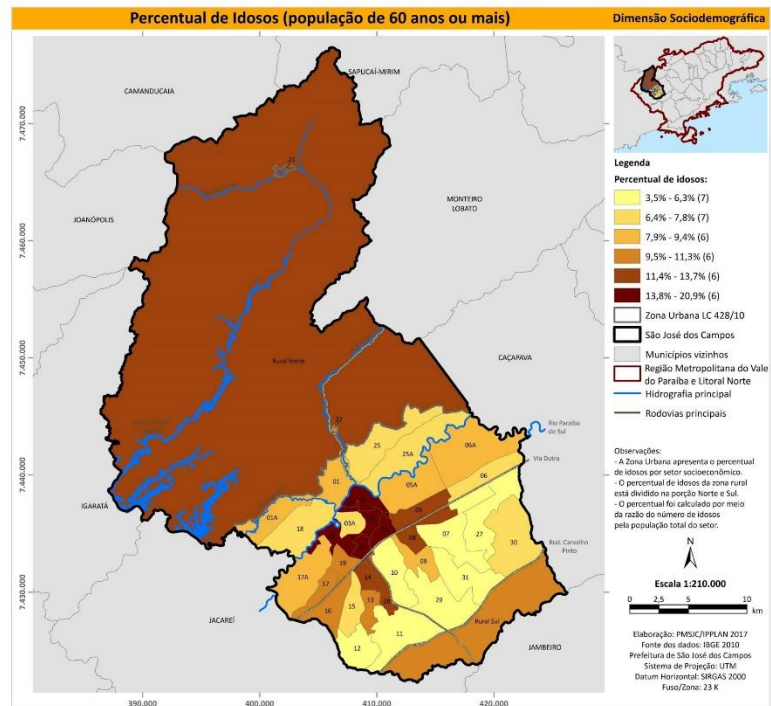 Percentual de Idosos (população de 60 anos ou mais)
Dimensão Sociodemográfica
SAPUCAÍ-MIRIM
CAMANDUCAIA
7.470.000
21
JOANÓPOLIS
MONTEIRO
LOBATO
7.460.000
7.450.000
Rural Norte
CAÇAPAVA
22
Rio Paraíba
do Sul
25
25A
06A
Via Dutra
7.440.000
01
05A
06
IGARATÁ
01A
18
03A
05
07
27
30
Rod. Carvalho
Pinto
08
19
09
10
17A
17
14
31
7.430.000
16
15
13
28
29
JACAREÍ
Rural Sul
11
12
JAMBEIRO
390.000
400.000
410.000
420.000
Legenda
Percentual de idosos:
3,5% - 6,3% (7)
6,4% - 7,8% (7)
7,9% - 9,4% (6)
9,5% - 11,3% (6)
11,4% - 13,7% (6)
13,8% - 20,9% (6)
Zona Urbana LC 428/10
São José dos Campos
Municípios vizinhos
Região Metropolitana do Vale
do Paraíba e Litoral Norte
Hidrografia principal
Rodovias principais
Observações:
- A Zona Urbana apresenta o percentual
de idosos por setor socioeconômico.
- O percentual de idosos da zona rural
está dividido na porção Norte e Sul.
- O percentual foi calculado por meio
da razão do número de idosos
pela população total do setor.
N
Escala 1:210.000
0 2,5 5 10
km
Elaboração: PMSJC/IPPLAN 2017
Fonte dos dados: IBGE 2010
Prefeitura de São José dos Campos
Sistema de Projeção: UTM
Datum Horizontal: SIRGAS 2000
Fuso/Zona: 23 K